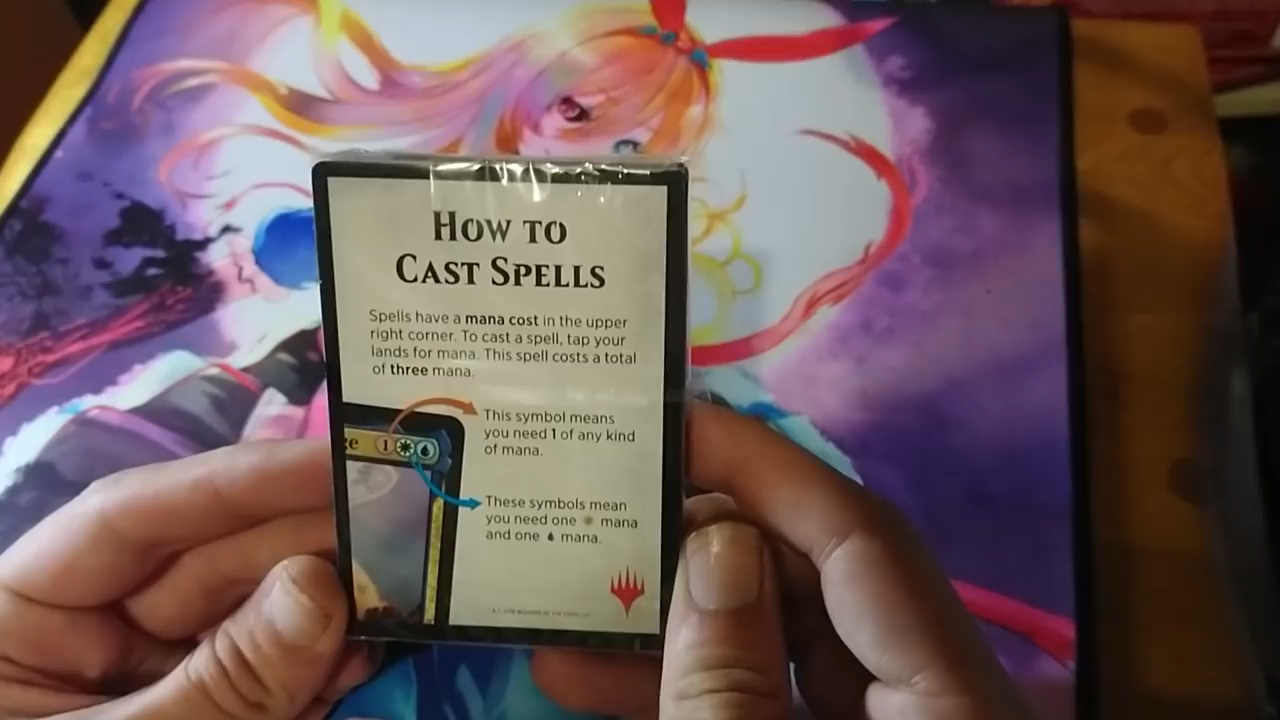 HOW TO
CAST SPELLS
Spells have a mana cost in the upper
right corner. To cast a spell, tap your
lands for mana. This spell costs a total
of three mana.
This symbol means
you need 1 of any kind
of mana.
ge 1
These symbols mean
you need one mana
and one mana.